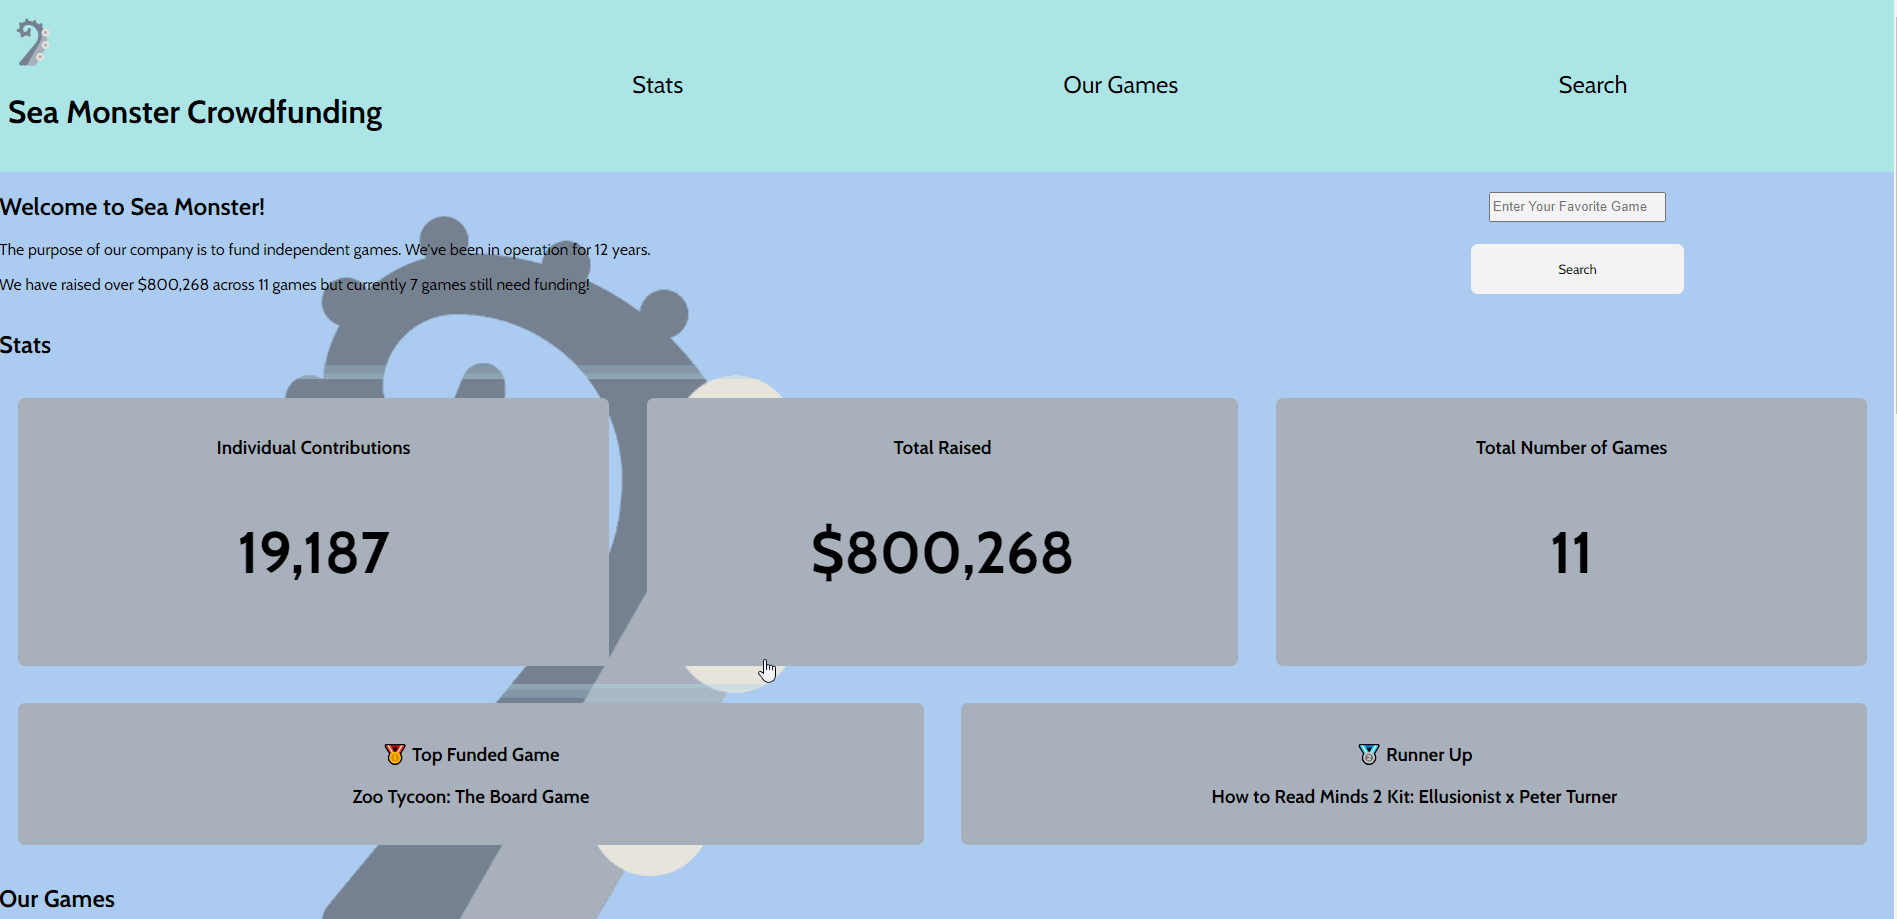 Sea Monster Crowdfunding
Stats
Our Games
Search
Welcome to Sea Monster!
The purpose of our company is to fund independent games. We've been in operation for 12 years.
We have raised over $800,268 across 11 games but currently 7 games still need funding!
Enter Your Favorite Game
Search
Stats
Individual Contributions
19,187
Total Raised
$800,268
Total Number of Games
11
🥇 Top Funded Game
Zoo Tycoon: The Board Game
🥈 Runner Up
How to Read Minds 2 Kit: Ellusionist x Peter Turner
Our Games